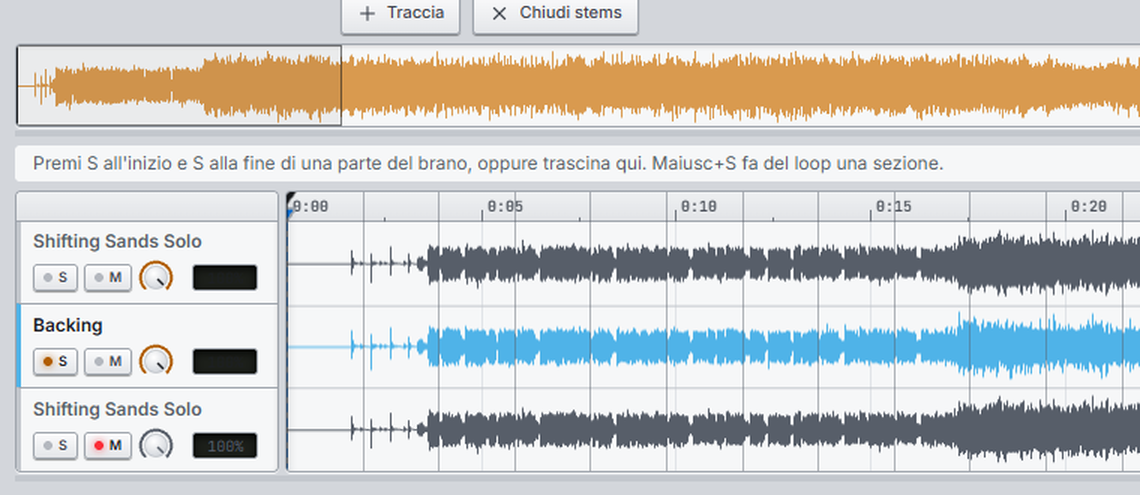 Traccia
Chiudi stems
Premi S all'inizio e S alla fine di una parte del brano, oppure trascina qui. Maiusc+S fa del loop una sezione.
0:00 0:05 0:10 0:15 0:20
Shifting Sands Solo
S M
Backing
S M
Shifting Sands Solo
S M 100%